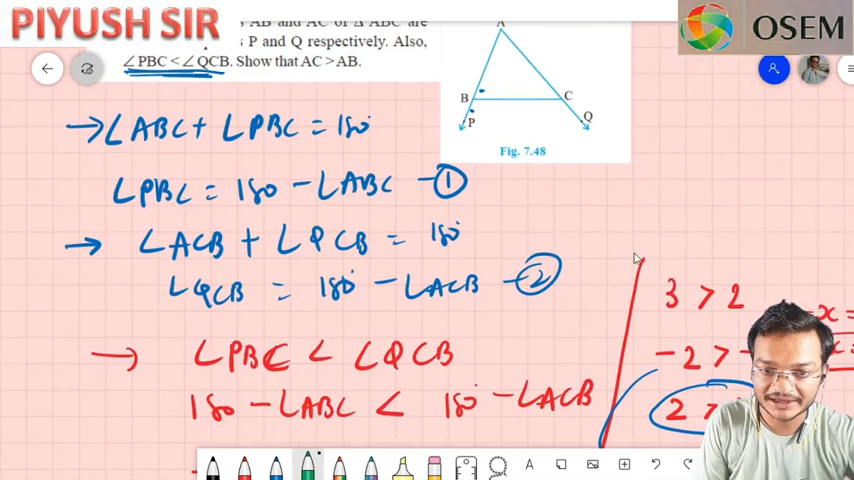 PIYUSH SIR
AB and AC of Δ ABC are
s P and Q respectively. Also,
∠PBC < ∠QCB. Show that AC > AB.
OSEM
A
B
C
P
Q
Fig. 7.48
→∠ABC + ∠PBC = 180°
∠PBC = 180 - ∠ABC -①
→ ∠ACB + ∠QCB = 180°
∠QCB = 180° - ∠ACB -②
→ ∠PBC < ∠QCB
180 - ∠ABC < 180° - ∠ACB
3 > 2
-2 > -
2 >
-x =
A